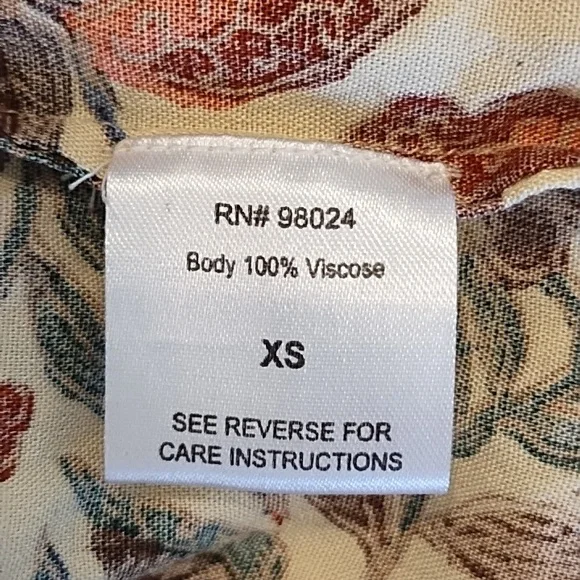 RN# 98024
Body 100% Viscose
XS
SEE REVERSE FOR
CARE INSTRUCTIONS